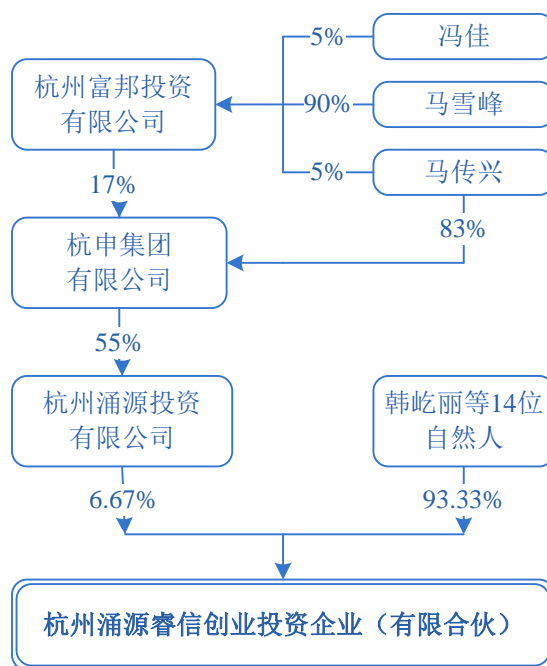 5%
冯佳
杭州富邦投资
有限公司
90%
马雪峰
5%
马传兴
17%
83%
杭申集团
有限公司
55%
杭州涌源投资
有限公司
韩屹丽等14位
自然人
6.67%
93.33%
杭州涌源睿信创业投资企业（有限合伙）